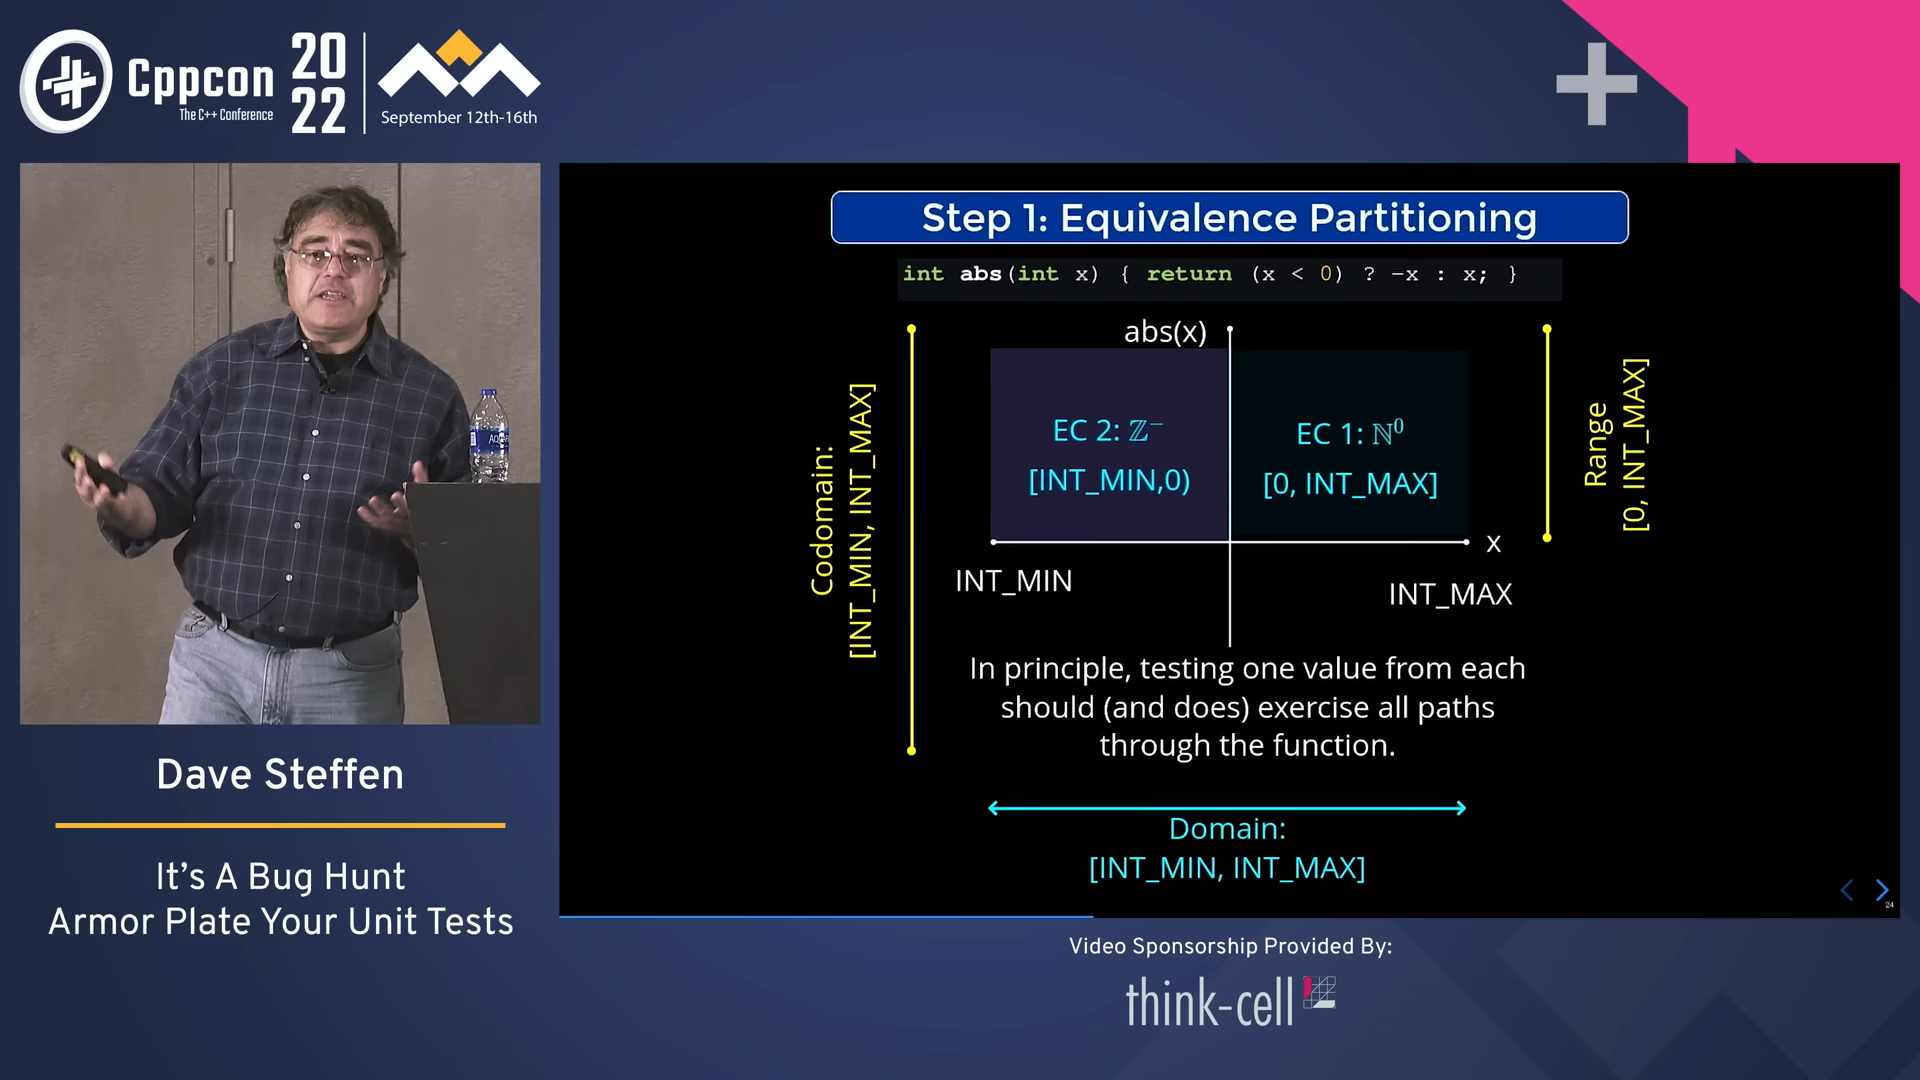 Cppcon
The C++ Conference
20
22
September 12th-16th
Step 1: Equivalence Partitioning
int abs(int x) { return (x < 0) ? -x : x; }
abs(x)
Codomain:
[INT_MIN, INT_MAX]
EC 2: ℤ⁻
[INT_MIN,0)
EC 1: ℕ⁰
[0, INT_MAX]
Range
[0, INT_MAX]
x
INT_MIN
INT_MAX
In principle, testing one value from each
should (and does) exercise all paths
through the function.
Domain:
[INT_MIN, INT_MAX]
24
Dave Steffen
It's A Bug Hunt
Armor Plate Your Unit Tests
Video Sponsorship Provided By:
think-cell